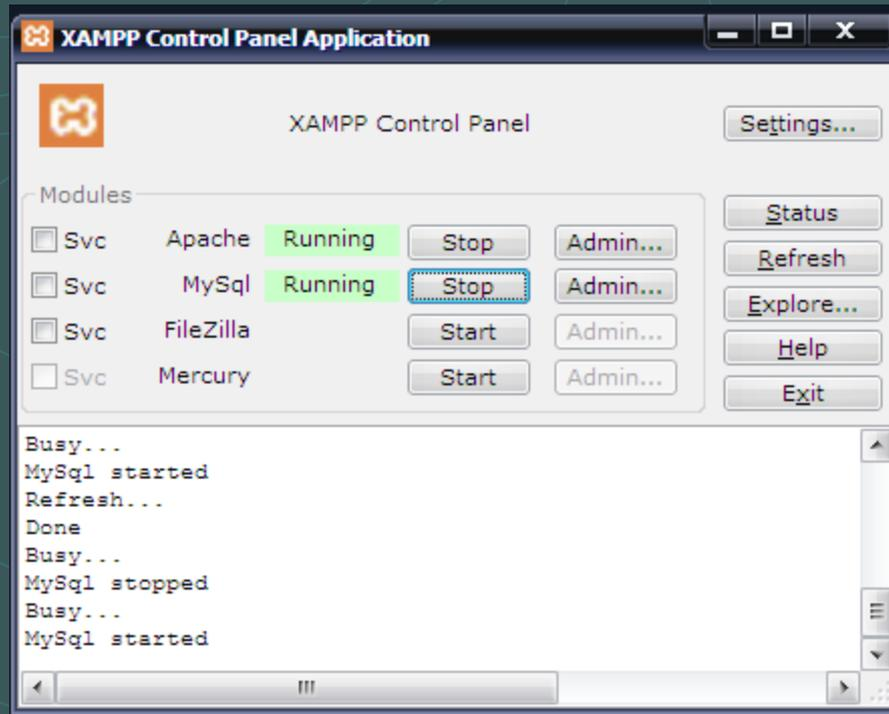 XAMPP Control Panel Application
XAMPP Control Panel
Settings...
Modules
Svc Apache Running Stop Admin...
Svc MySql Running Stop Admin...
Svc FileZilla Start Admin...
Svc Mercury Start Admin...
Status
Refresh
Explore...
Help
Exit
Busy...
MySql started
Refresh...
Done
Busy...
MySql stopped
Busy...
MySql started